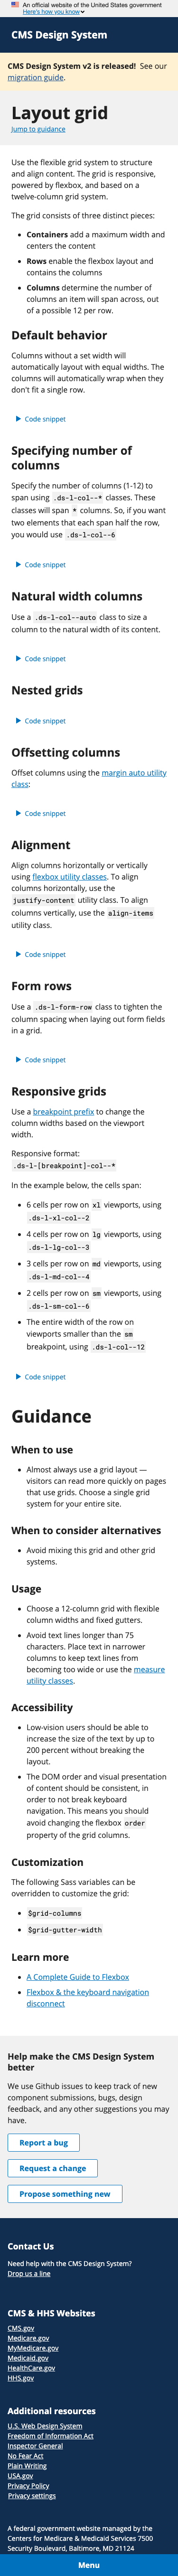 An official website of the United States government
Here's how you know
CMS Design System
CMS Design System v2 is released! See our
migration guide.
Layout grid
Jump to guidance
Use the flexible grid system to structure
and align content. The grid is responsive,
powered by flexbox, and based on a
twelve-column grid system.
The grid consists of three distinct pieces:
Containers add a maximum width and
centers the content
Rows enable the flexbox layout and
contains the columns
Columns determine the number of
columns an item will span across, out
of a possible 12 per row.
Default behavior
Columns without a set width will
automatically layout with equal widths. The
columns will automatically wrap when they
don't fit a single row.
Code snippet
Specifying number of
columns
Specify the number of columns (1-12) to
span using .ds-l-col--* classes. These
classes will span * columns. So, if you want
two elements that each span half the row,
you would use .ds-l-col--6
Code snippet
Natural width columns
Use a .ds-l-col--auto class to size a
column to the natural width of its content.
Code snippet
Nested grids
Code snippet
Offsetting columns
Offset columns using the margin auto utility
class:
Code snippet
Alignment
Align columns horizontally or vertically
using flexbox utility classes. To align
columns horizontally, use the
justify-content utility class. To align
columns vertically, use the align-items
utility class.
Code snippet
Form rows
Use a .ds-l-form-row class to tighten the
column spacing when laying out form fields
in a grid.
Code snippet
Responsive grids
Use a breakpoint prefix to change the
column widths based on the viewport
width.
Responsive format:
.ds-l-[breakpoint]-col--*
In the example below, the cells span:
6 cells per row on xl viewports, using
.ds-l-xl-col--2
4 cells per row on lg viewports, using
.ds-l-lg-col--3
3 cells per row on md viewports, using
.ds-l-md-col--4
2 cells per row on sm viewports, using
.ds-l-sm-col--6
The entire width of the row on
viewports smaller than the sm
breakpoint, using .ds-l-col--12
Code snippet
Guidance
When to use
Almost always use a grid layout —
visitors can read more quickly on pages
that use grids. Choose a single grid
system for your entire site.
When to consider alternatives
Avoid mixing this grid and other grid
systems.
Usage
Choose a 12-column grid with flexible
column widths and fixed gutters.
Avoid text lines longer than 75
characters. Place text in narrower
columns to keep text lines from
becoming too wide or use the measure
utility classes.
Accessibility
Low-vision users should be able to
increase the size of the text by up to
200 percent without breaking the
layout.
The DOM order and visual presentation
of content should be consistent, in
order to not break keyboard
navigation. This means you should
avoid changing the flexbox order
property of the grid columns.
Customization
The following Sass variables can be
overridden to customize the grid:
$grid-columns
$grid-gutter-width
Learn more
A Complete Guide to Flexbox
Flexbox & the keyboard navigation
disconnect
Help make the CMS Design System
better
We use Github issues to keep track of new
component submissions, bugs, design
feedback, and any other suggestions you may
have.
Report a bug
Request a change
Propose something new
Contact Us
Need help with the CMS Design System?
Drop us a line
CMS & HHS Websites
CMS.gov
Medicare.gov
MyMedicare.gov
Medicaid.gov
HealthCare.gov
HHS.gov
Additional resources
U.S. Web Design System
Freedom of Information Act
Inspector General
No Fear Act
Plain Writing
USA.gov
Privacy Policy
Privacy settings
A federal government website managed by the
Centers for Medicare & Medicaid Services 7500
Security Boulevard, Baltimore, MD 21124
Menu